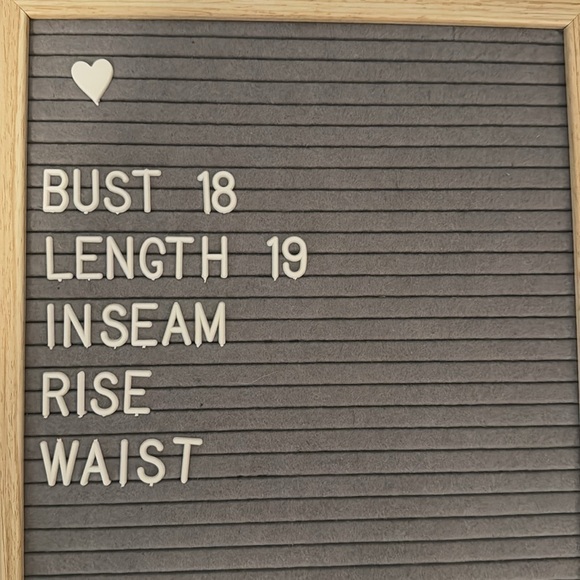 BUST 18
LENGTH 19
INSEAM
RISE
WAIST